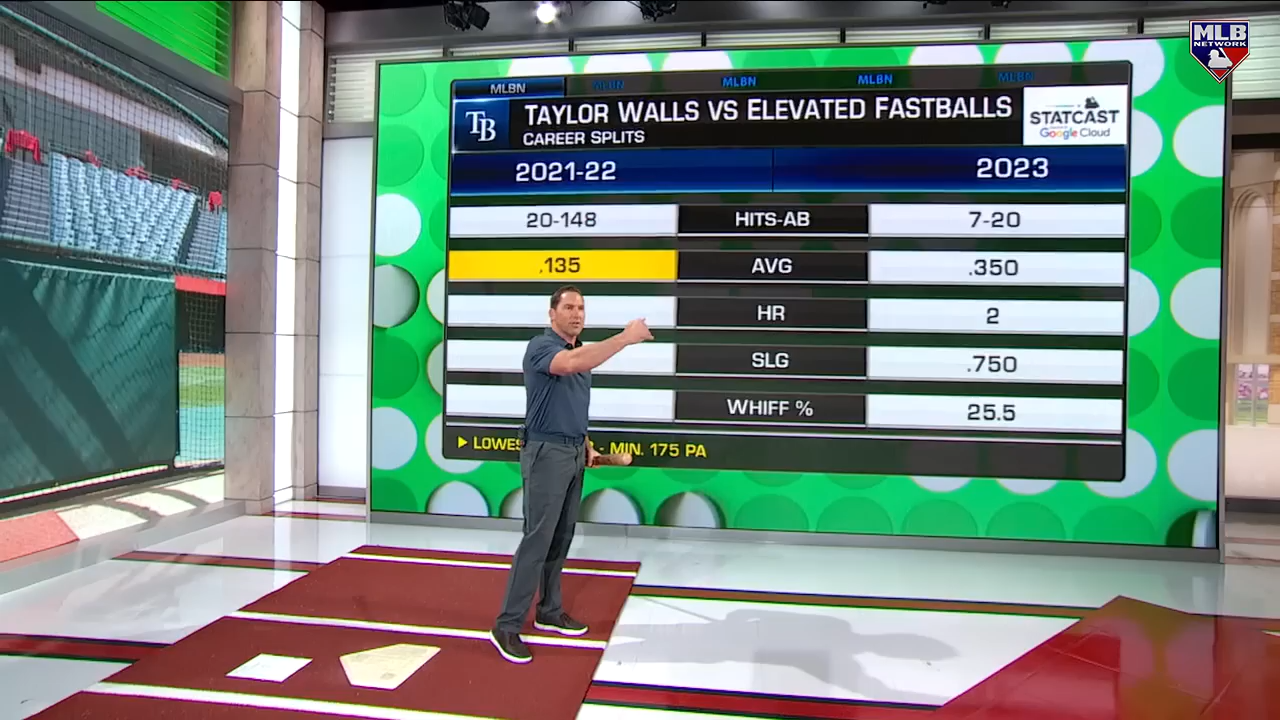 MLB
NETWORK
MLBN MLBN MLBN MLBN MLBN
TB
TAYLOR WALLS VS ELEVATED FASTBALLS
CAREER SPLITS
STATCAST
Google Cloud
2021-22 2023
20-148 HITS-AB 7-20
.135 AVG .350
HR 2
SLG .750
WHIFF % 25.5
- MIN. 175 PA